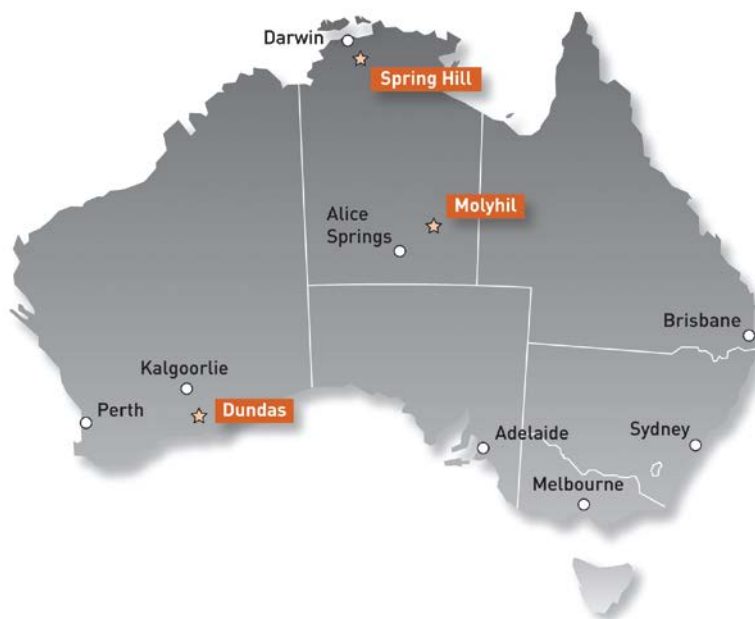 Darwin
Spring Hill
Molyhil
Alice
Springs
Brisbane
Kalgoorlie
Perth
Dundas
Adelaide
Sydney
Melbourne